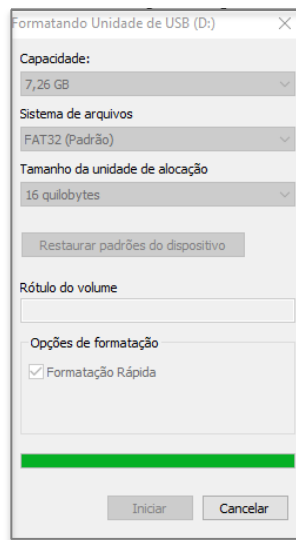 Formatando Unidade de USB (D:)
Capacidade:
7,26 GB
Sistema de arquivos
FAT32 (Padrão)
Tamanho da unidade de alocação
16 quilobytes
Restaurar padrões do dispositivo
Rótulo do volume
Opções de formatação
Formatação Rápida
Iniciar Cancelar